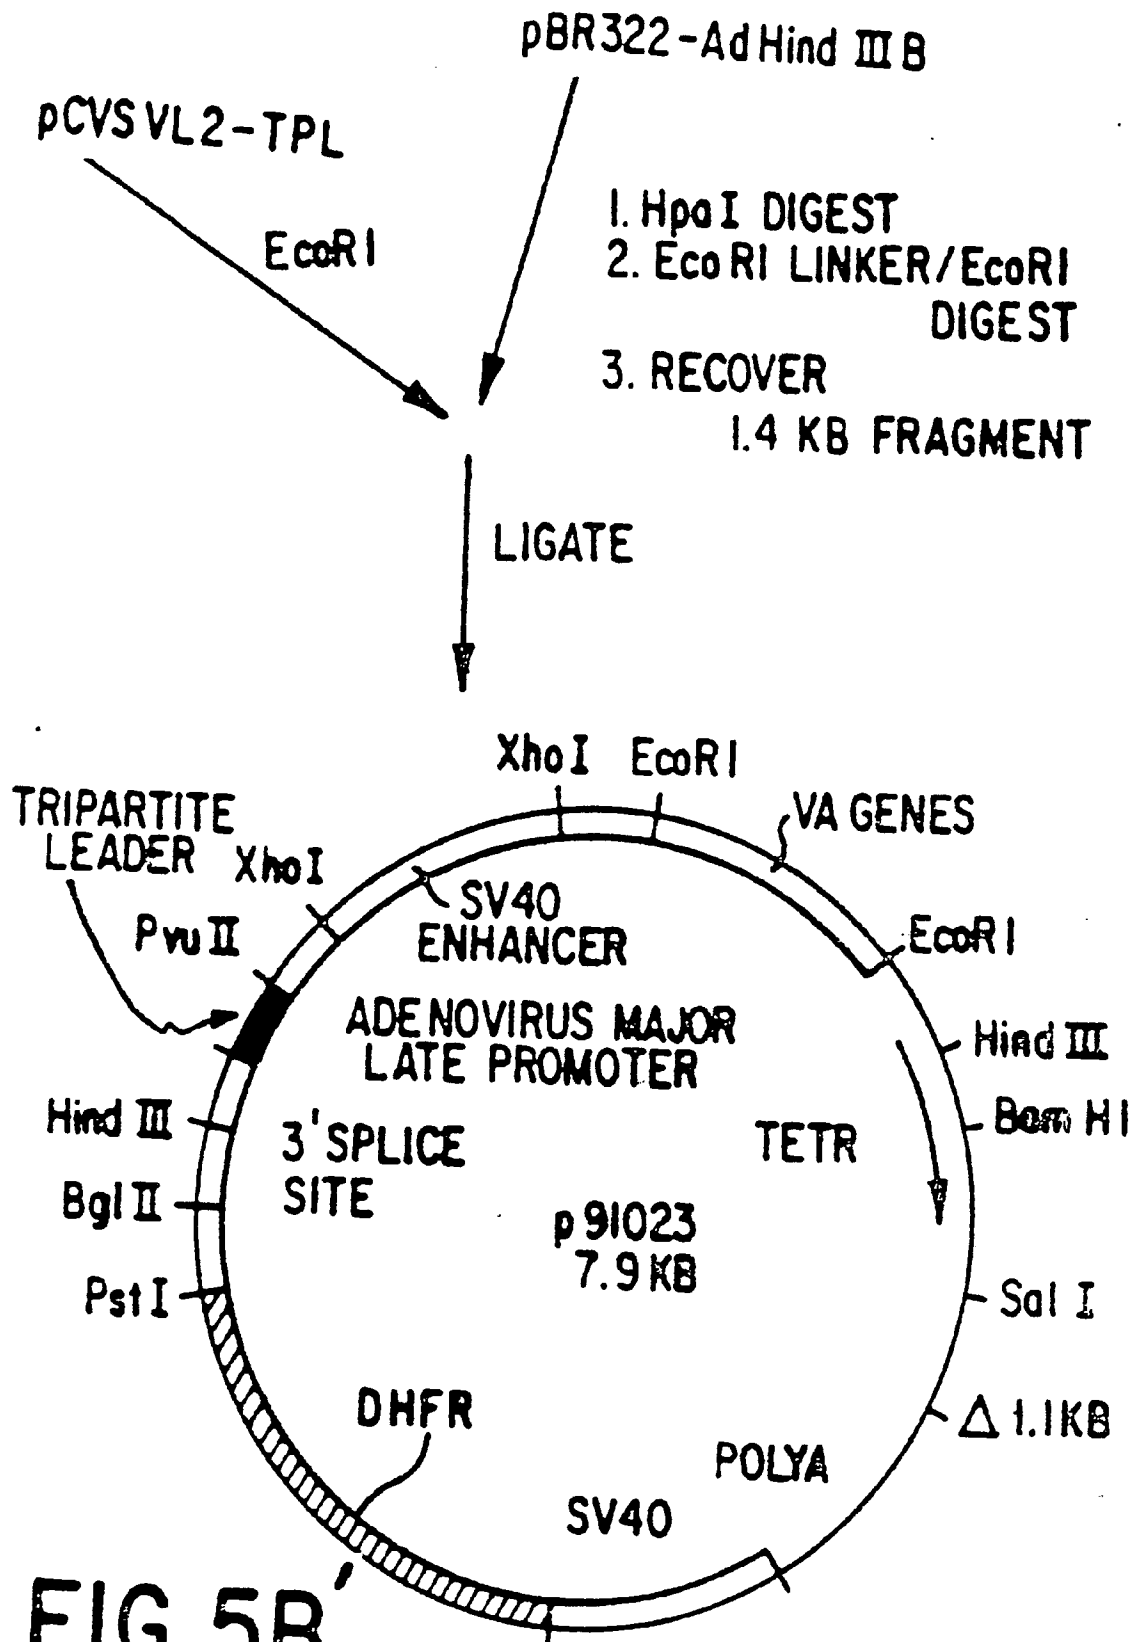 pBR322-Ad Hind III B
pCVSVL2-TPL
EcoRI
1. HpaI DIGEST
2. EcoRI LINKER/EcoRI
DIGEST
3. RECOVER
1.4 KB FRAGMENT
LIGATE
XhoI EcoRI
TRIPARTITE
LEADER
VA GENES
XhoI
PvuII
SV40
ENHANCER
EcoRI
ADENOVIRUS MAJOR
LATE PROMOTER
Hind III
Hind III
3' SPLICE
SITE
TETR
Bam HI
Bgl II
p91023
7.9 KB
PstI
Sal I
DHFR
Δ 1.1KB
POLYA
SV40
FIG. 5B'